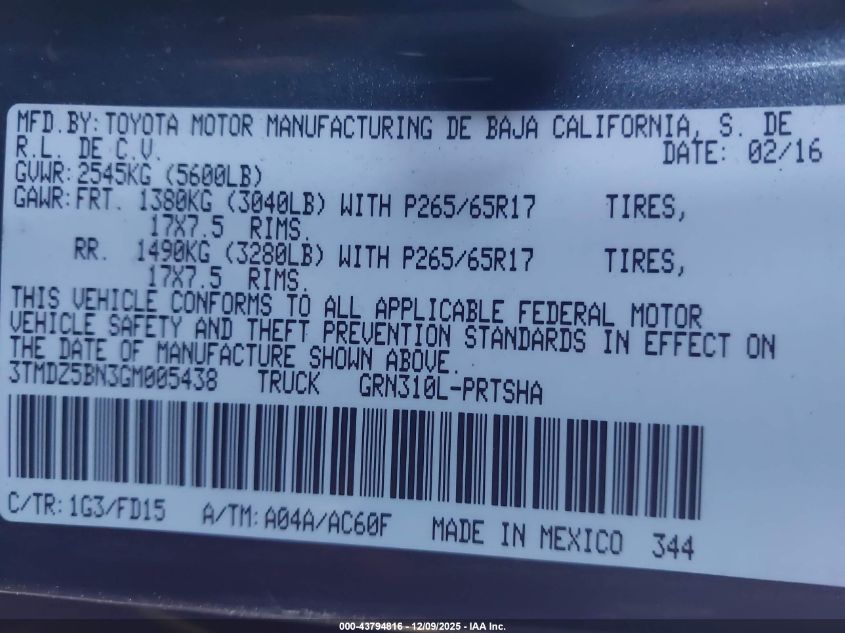 MFD.BY:TOYOTA MOTOR MANUFACTURING DE BAJA CALIFORNIA, S. DE
R.L. DE C.V. DATE: 02/16
GVWR:2545KG (5600LB)
GAWR:FRT. 1380KG (3040LB) WITH P265/65R17 TIRES,
17X7.5 RIMS.
RR. 1490KG (3280LB) WITH P265/65R17 TIRES,
17X7.5 RIMS.
THIS VEHICLE CONFORMS TO ALL APPLICABLE FEDERAL MOTOR
VEHICLE SAFETY AND THEFT PREVENTION STANDARDS IN EFFECT ON
THE DATE OF MANUFACTURE SHOWN ABOVE.
3TMDZ5BN3GM005438 TRUCK GRN310L-PRTSHA
C/TR:1G3/FD15 A/TM:A04A/AC60F MADE IN MEXICO 344
000-43794816 - 12/09/2025 - IAA Inc.